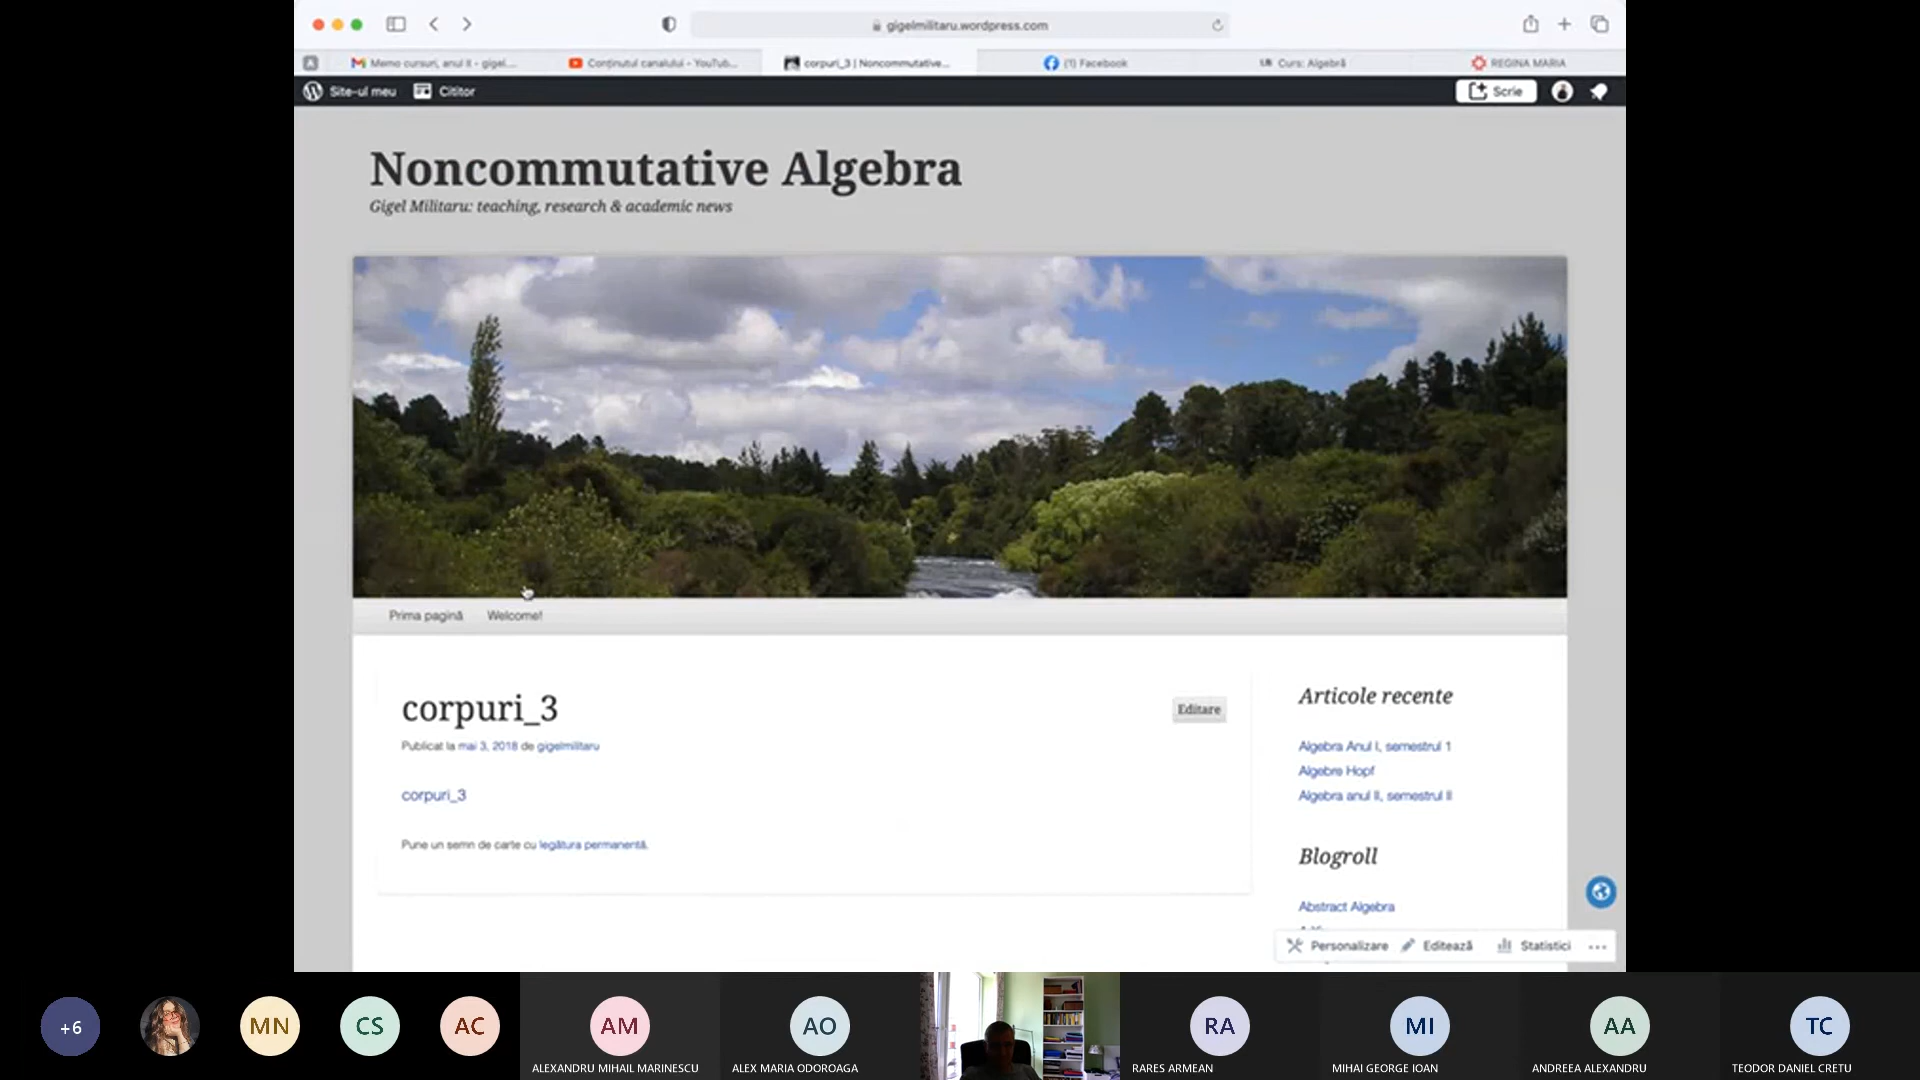 gigelmilitaru.wordpress.com
Memo cursuri, anul II - gigel....
Conținutul canalului - YouTub...
corpuri_3 | Noncommutative...
(1) Facebook
Curs: Algebră
REGINA MARIA
Site-ul meu
Cititor
Scrie
Noncommutative Algebra
Gigel Militaru: teaching, research & academic news
Prima pagină
Welcome!
corpuri_3
Editare
Publicat la mai 3, 2018 de gigelmilitaru
corpuri_3
Pune un semn de carte cu legătura permanentă.
Articole recente
Algebra Anul I, semestrul 1
Algebre Hopf
Algebra anul II, semestrul II
Blogroll
Abstract Algebra
Personalizare
Editează
Statistici
+6
MN
CS
AC
AM
ALEXANDRU MIHAIL MARINESCU
AO
ALEX MARIA ODOROAGA
RA
RARES ARMEAN
MI
MIHAI GEORGE IOAN
AA
ANDREEA ALEXANDRU
TC
TEODOR DANIEL CRETU